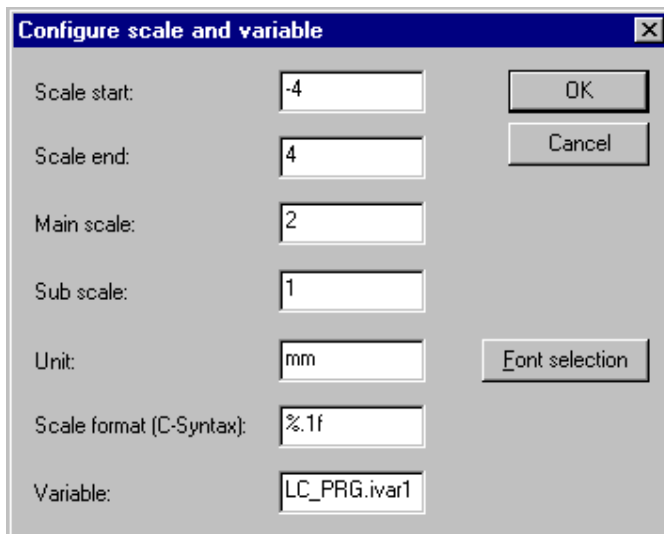 Configure scale and variable
Scale start: -4 OK
Scale end: 4 Cancel
Main scale: 2
Sub scale: 1
Unit: mm Font selection
Scale format (C-Syntax): %.1f
Variable: LC_PRG.ivar1